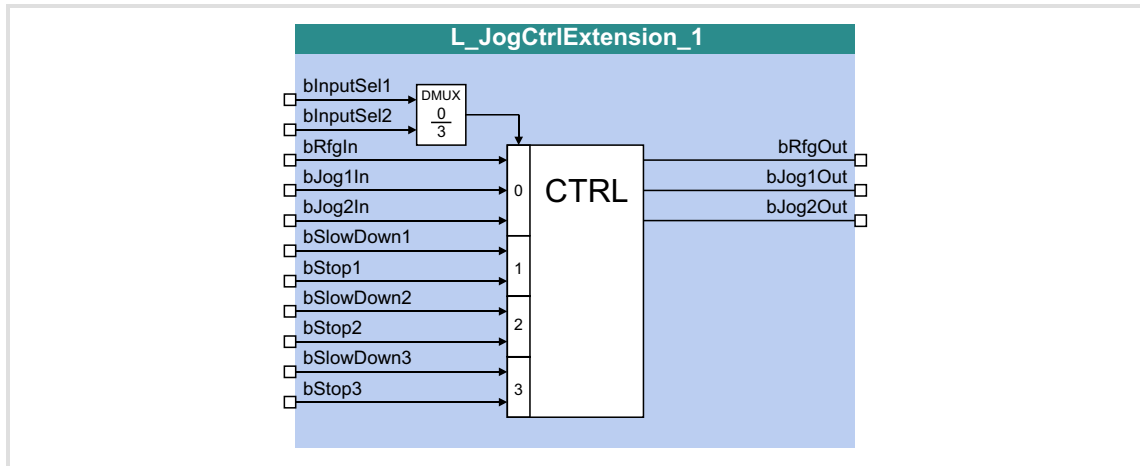 L_JogCtrlExtension_1
bInputSel1
DMUX
0
3
bInputSel2
bRfgIn
bRfgOut
bJog1In
0
CTRL
bJog1Out
bJog2In
bJog2Out
bSlowDown1
bStop1
1
bSlowDown2
bStop2
2
bSlowDown3
bStop3
3